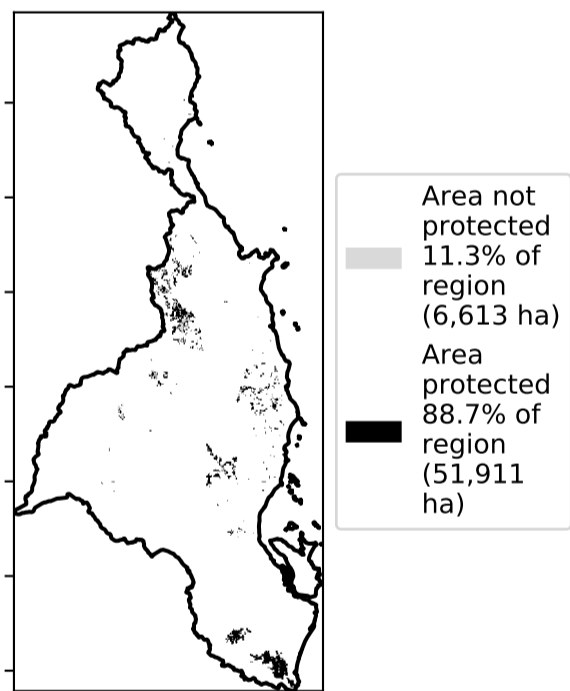 Area not
protected
11.3% of
region
(6,613 ha)
Area
protected
88.7% of
region
(51,911
ha)